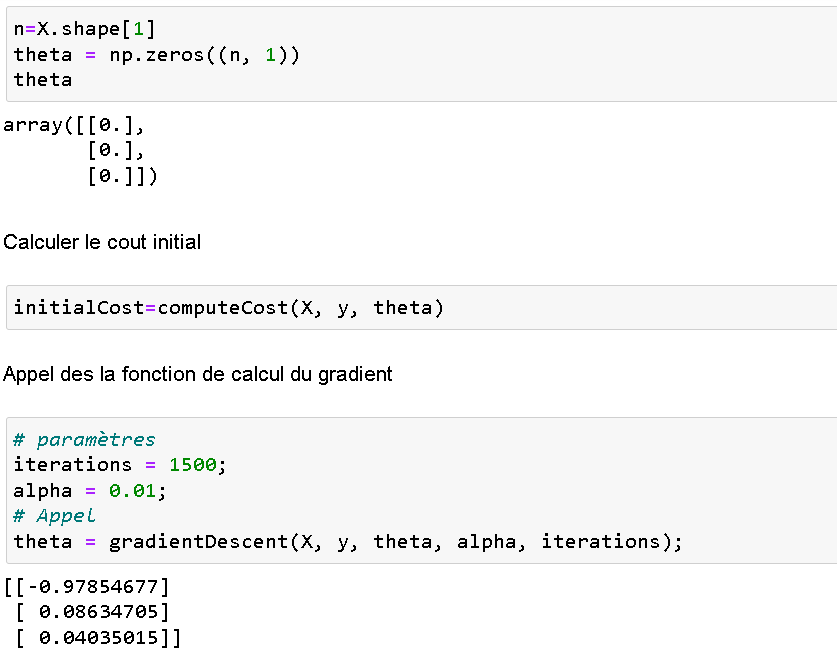 n=X.shape[1]
theta = np.zeros((n, 1))
theta
array([[0.],
       [0.],
       [0.]])
Calculer le cout initial
initialCost=computeCost(X, y, theta)
Appel des la fonction de calcul du gradient
# paramètres
iterations = 1500;
alpha = 0.01;
# Appel
theta = gradientDescent(X, y, theta, alpha, iterations);
[[-0.97854677]
 [ 0.08634705]
 [ 0.04035015]]